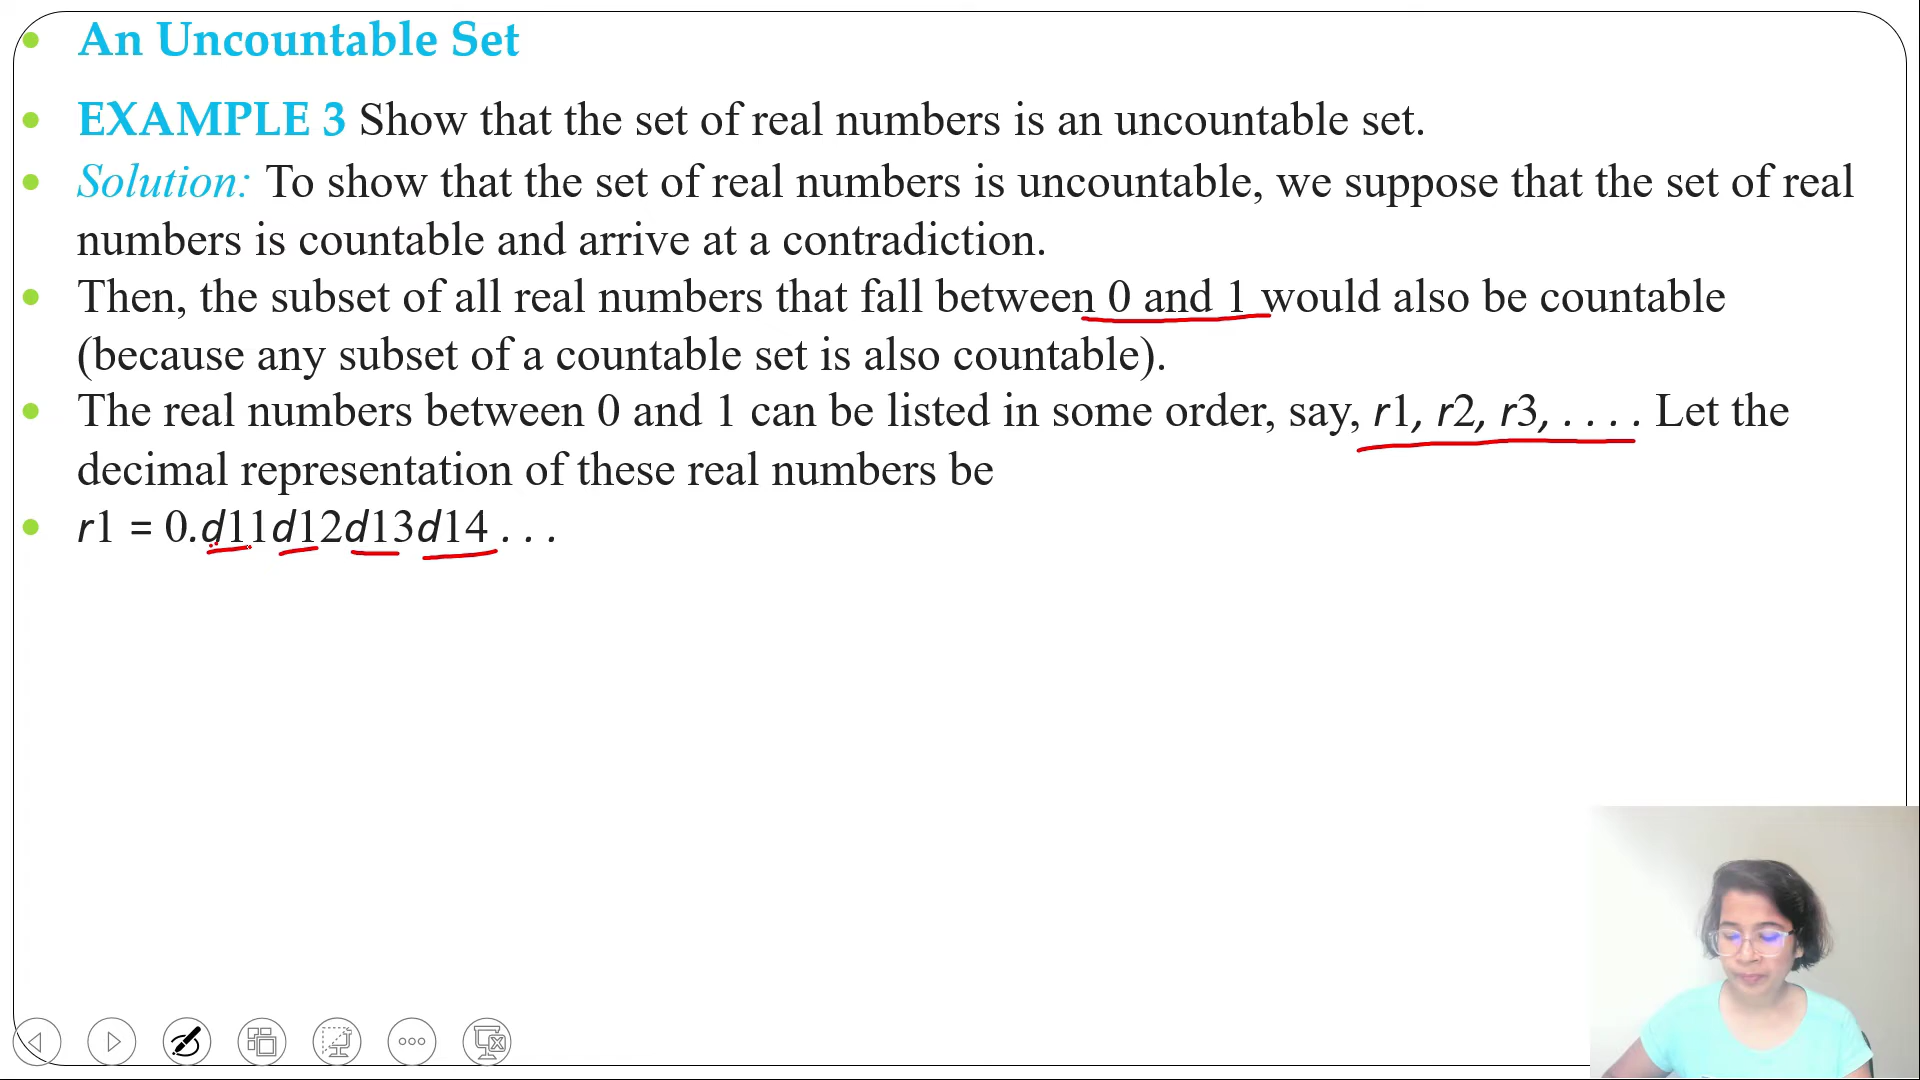 An Uncountable Set
EXAMPLE 3 Show that the set of real numbers is an uncountable set.
Solution: To show that the set of real numbers is uncountable, we suppose that the set of real
numbers is countable and arrive at a contradiction.
Then, the subset of all real numbers that fall between 0 and 1 would also be countable
(because any subset of a countable set is also countable).
The real numbers between 0 and 1 can be listed in some order, say, r1, r2, r3, . . . . Let the
decimal representation of these real numbers be
r1 = 0.d11d12d13d14 . . .